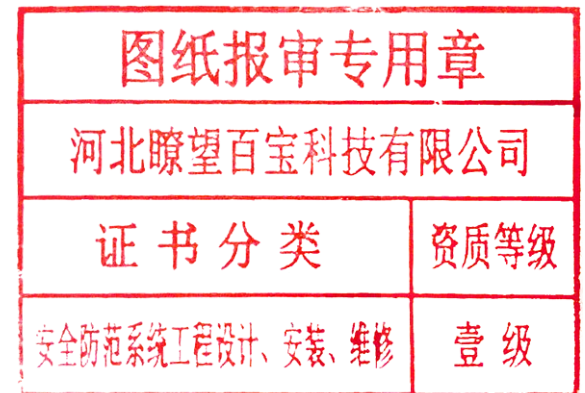 图纸报审专用章
河北瞭望百宝科技有限公司
证书分类 资质等级
安全防范系统工程设计、安装、维修 壹级